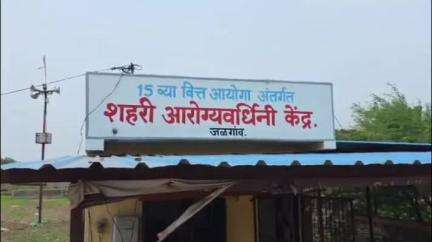 15 व्या वित्त आयोगा अंतर्गत
शहरी आरोग्यवर्धिनी केंद्र.
जळगांव.